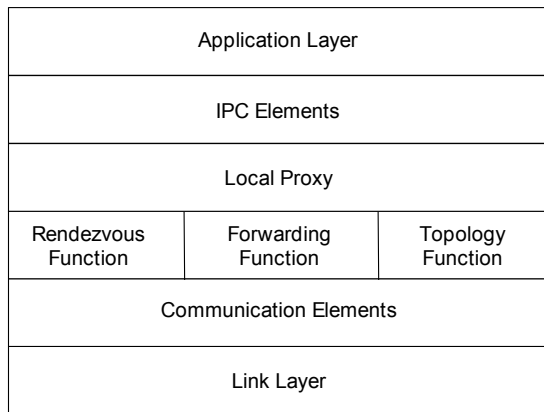 Application Layer
IPC Elements
Local Proxy
Rendezvous
Function
Forwarding
Function
Topology
Function
Communication Elements
Link Layer